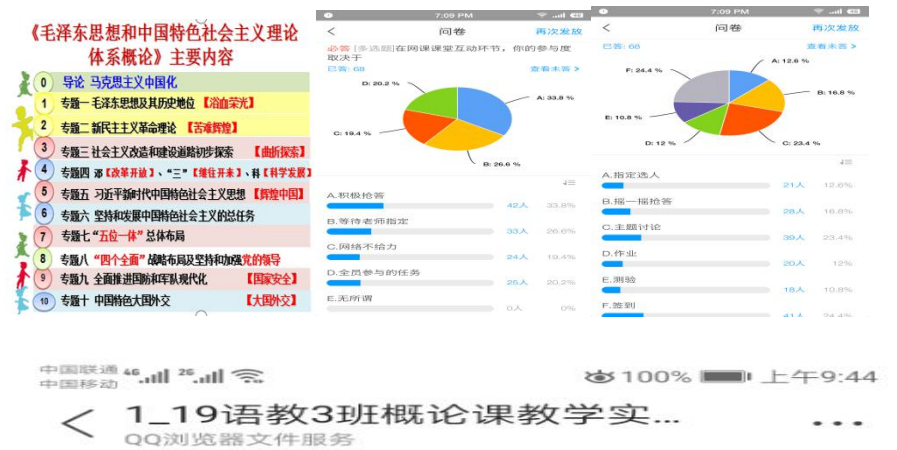 《毛泽东思想和中国特色社会主义理论
体系概论》主要内容
0 导论 马克思主义中国化
1 专题一 毛泽东思想及其历史地位 【浴血荣光】
2 专题二 新民主义革命理论 【苦难辉煌】
3 专题三 社会主义改造和建设道路初步探索 【曲折探索】
4 专题四 邓【改革开放】、“三”【继往开来】、科【科学发展】
5 专题五 习近平新时代中国特色社会主义思想【辉煌中国】
6 专题六 坚持和发展中国特色社会主义的总任务
7 专题七 “五位一体”总体布局
8 专题八 “四个全面”战略布局及坚持和加强党的领导
9 专题九 全面推进国防和军队现代化 【国家安全】
10 专题十 中国特色大国外交 【大国外交】
7:09 PM
< 问卷 再次发放
必答 [多选题]在网课课堂互动环节，你的参与度
取决于
已答: 68 查看未答 >
D: 20.2 %
A: 33.8 %
C: 19.4 %
B: 26.6 %
A.积极抢答
42人 33.8%
B.等待老师指定
33人 26.6%
C.网络不给力
24人 19.4%
D.全员参与的任务
25人 20.2%
E.无所谓
0人 0%
7:09 PM
< 问卷 再次发放
已答: 68 查看未答 >
A: 12.6 %
F: 24.4 %
B: 16.8 %
E: 10.8 %
D: 12 %
C: 23.4 %
A.指定选人
21人 12.6%
B.摇一摇抢答
28人 16.8%
C.主题讨论
39人 23.4%
D.作业
20人 12%
E.测验
18人 10.8%
F.签到
41人 24.4%
中国联通 4G 2G 100% 上午9:44
中国移动
< 1_19语教3班概论课教学实... ...
QQ浏览器文件服务